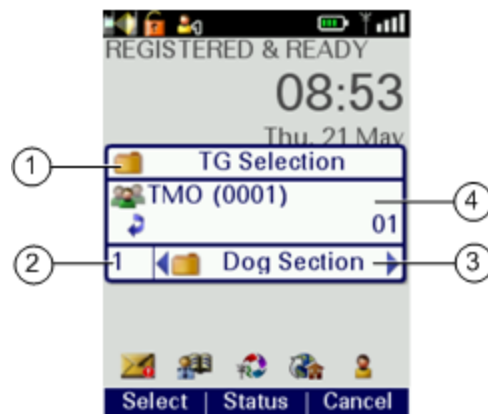 REGISTERED & READY
08:53
Thu, 21 May
1
TG Selection
TMO (0001)
4
01
2
1
Dog Section
3
Select | Status | Cancel